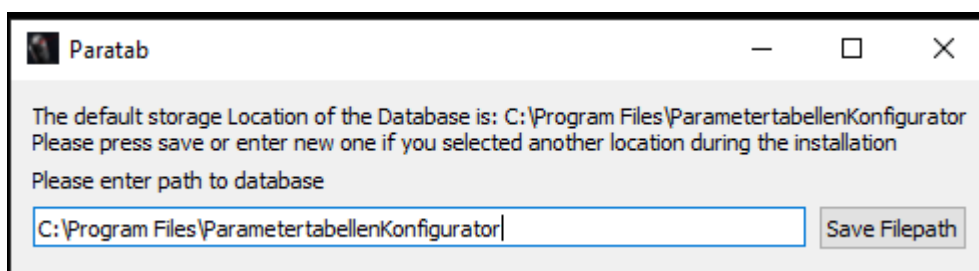 Paratab
The default storage Location of the Database is: C:\Program Files\ParametertabellenKonfigurator
Please press save or enter new one if you selected another location during the installation
Please enter path to database
C:\Program Files\ParametertabellenKonfigurator
Save Filepath